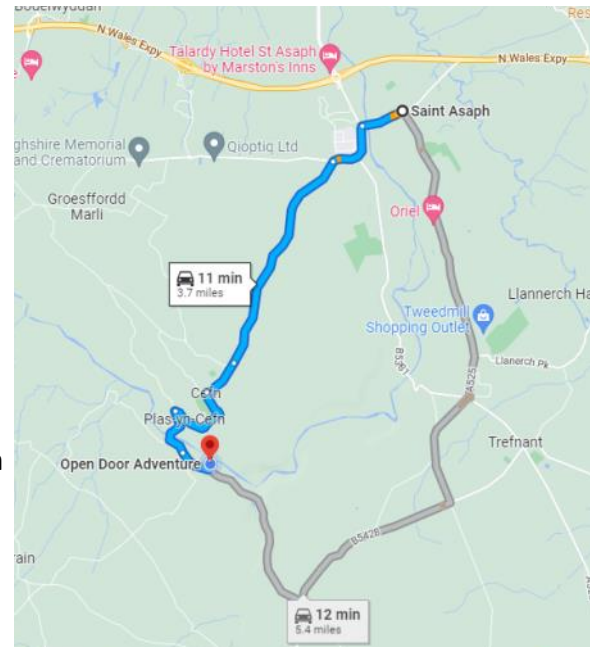 N Wales Expy
Talardy Hotel St Asaph
by Marston's Inns
N Wales Expy
Saint Asaph
Qioptiq Ltd
Memorial
and Crematorium
Groesffordd
Marli
Oriel
11 min
3.7 miles
Llannerch
Tweedmill
Shopping Outlet
B5381
Llanerch Pk
A525
Cefn
Plas-yn-Cefn
Trefnant
Open Door Adventure
B5428
12 min
5.4 miles